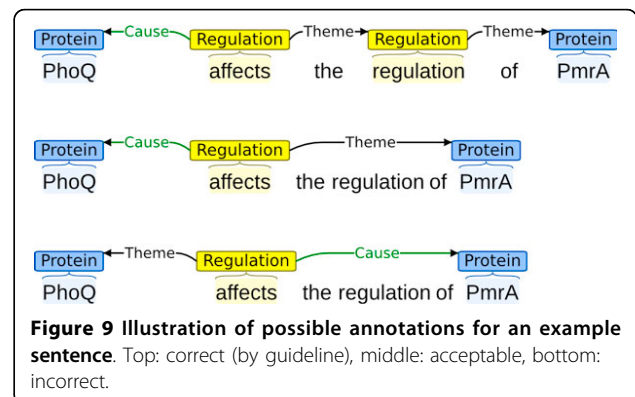 Protein Cause Regulation Theme Regulation Theme Protein
PhoQ affects the regulation of PmrA
Protein Cause Regulation Theme Protein
PhoQ affects the regulation of PmrA
Protein Theme Regulation Cause Protein
PhoQ affects the regulation of PmrA
Figure 9 Illustration of possible annotations for an example
sentence. Top: correct (by guideline), middle: acceptable, bottom:
incorrect.